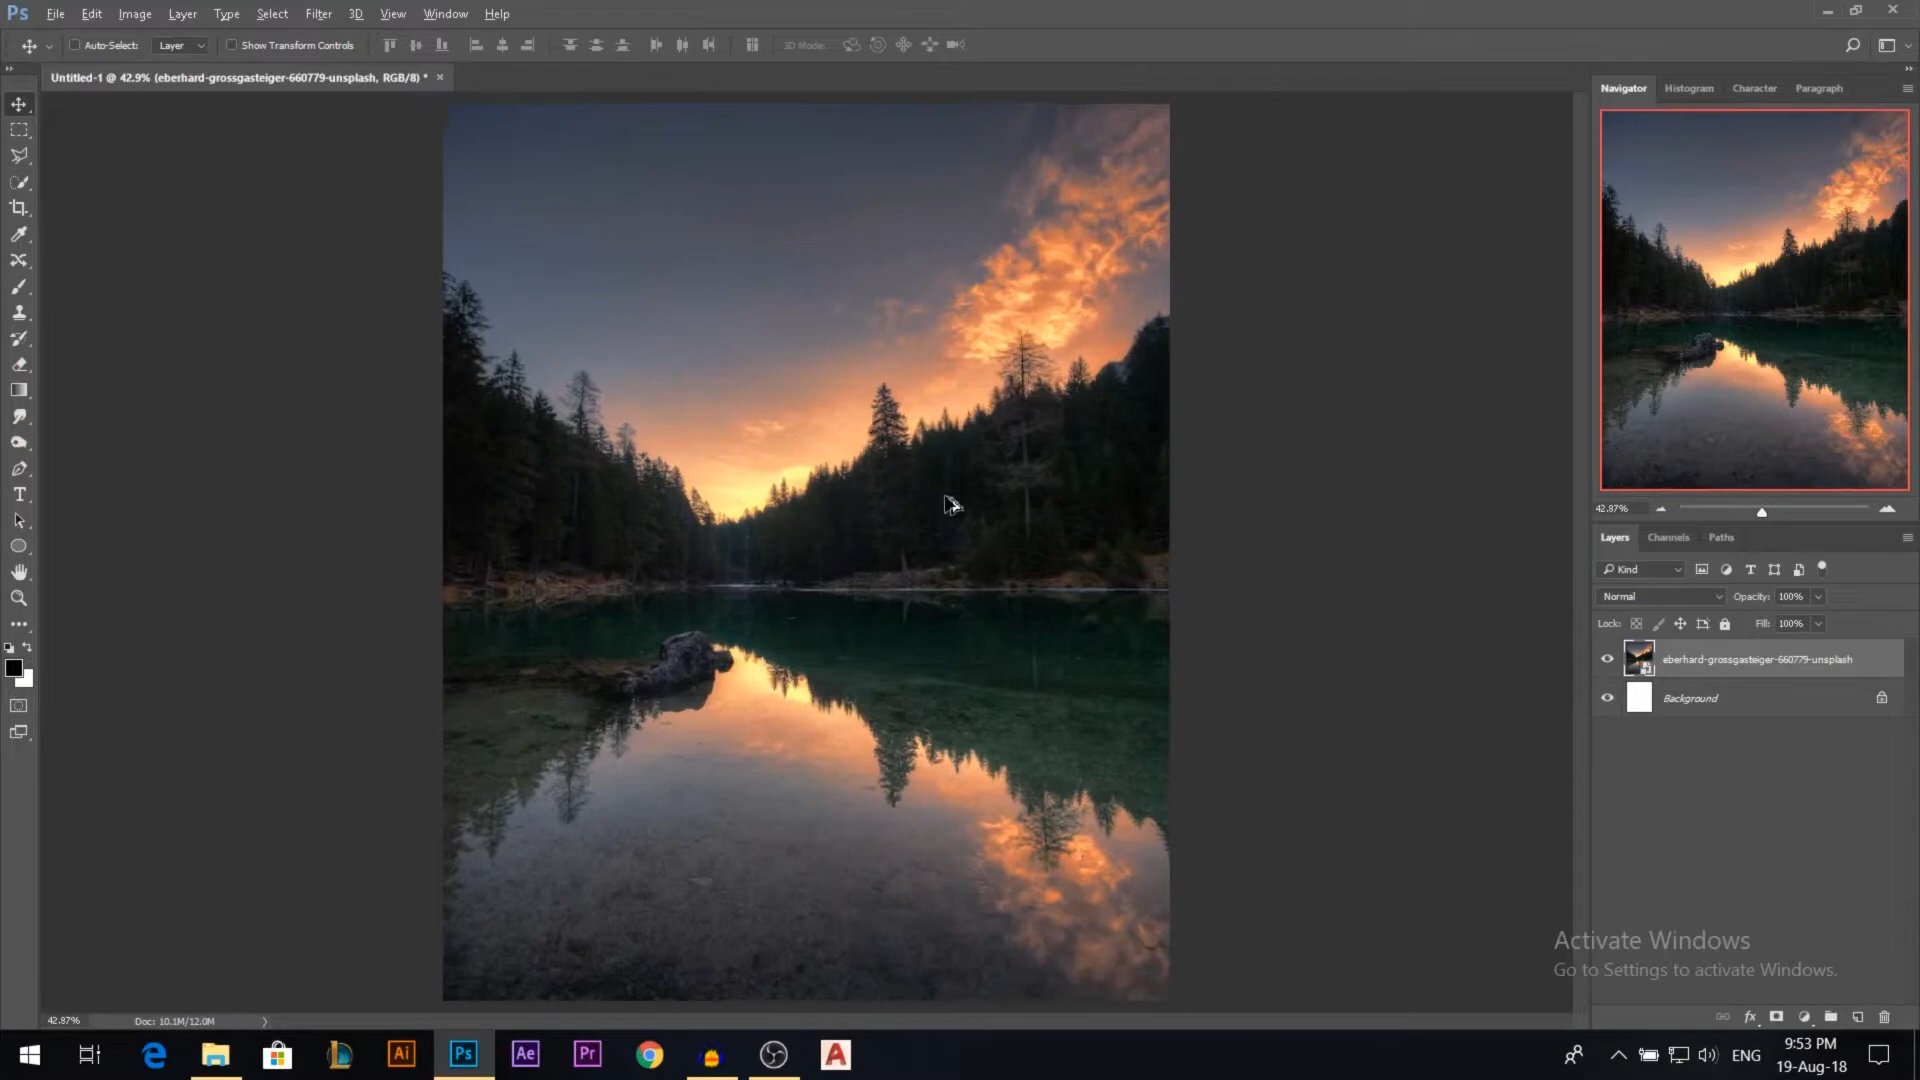 Ps File Edit Image Layer Type Select Filter 3D View Window Help
Auto-Select: Layer Show Transform Controls 3D Mode:
Untitled-1 @ 42.9% (eberhard-grossgasteiger-660779-unsplash, RGB/8) * ×
Navigator Histogram Character Paragraph
42.87%
Layers Channels Paths
Kind
Normal Opacity: 100%
Lock: Fill: 100%
eberhard-grossgasteiger-660779-unsplash
Background
Activate Windows
Go to Settings to activate Windows.
42.87% Doc: 10.1M/12.0M
Ai Ps Ae Pr ENG
9:53 PM
19-Aug-18